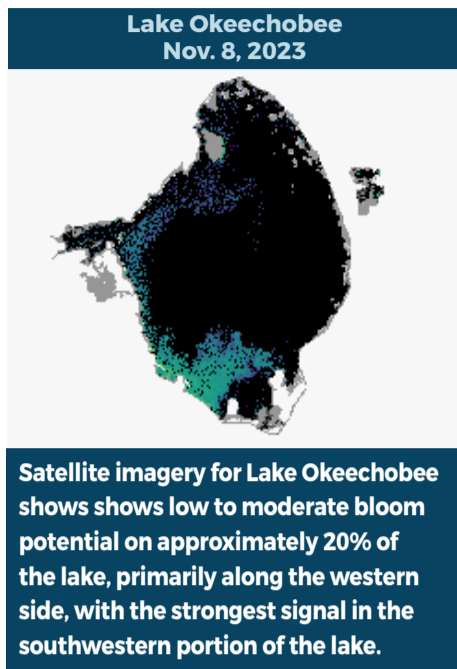 Lake Okeechobee
Nov. 8, 2023
Satellite imagery for Lake Okeechobee
shows shows low to moderate bloom
potential on approximately 20% of
the lake, primarily along the western
side, with the strongest signal in the
southwestern portion of the lake.